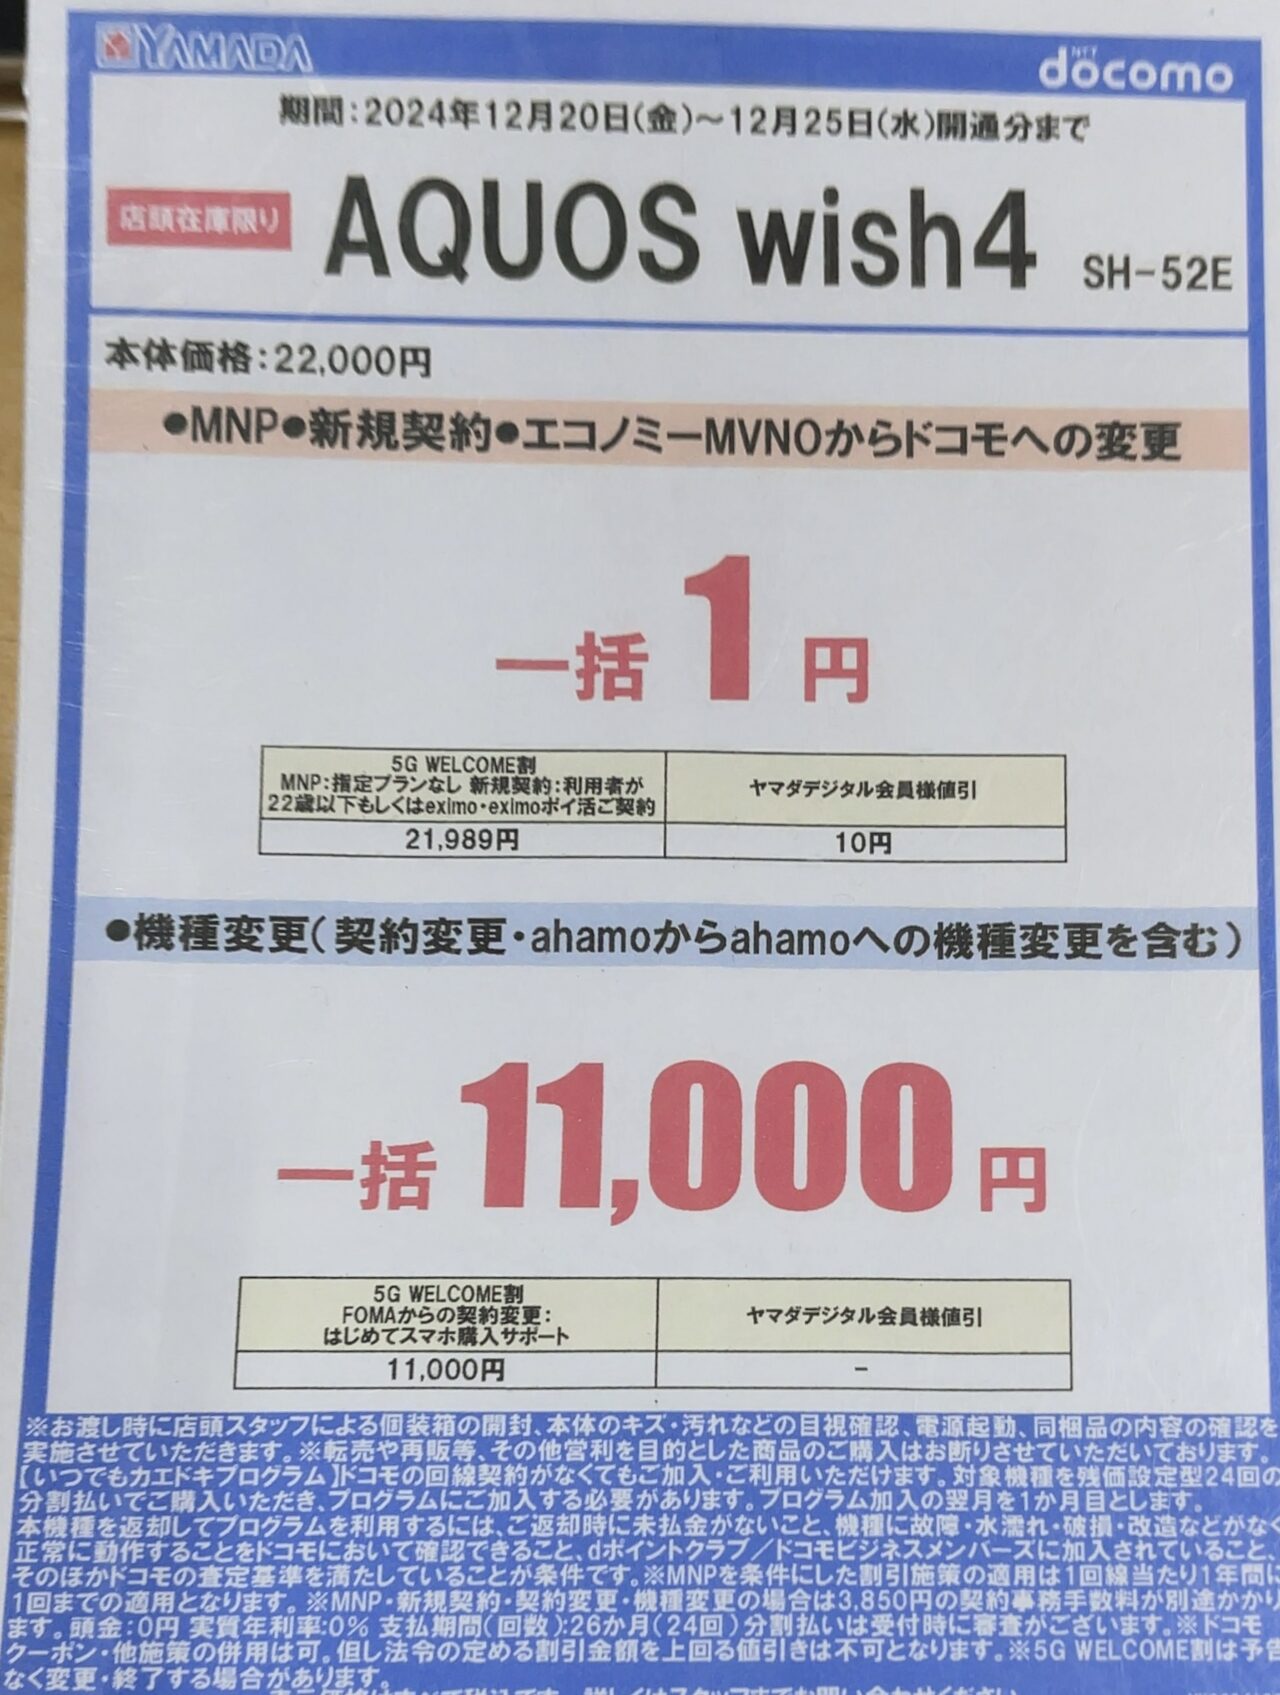 YAMADA
NTT
docomo
期間:2024年12月20日(金)～12月25日(水)開通分まで
店頭在庫限り
AQUOS wish4 SH-52E
本体価格:22,000円
●MNP●新規契約●エコノミーMVNOからドコモへの変更
一括 1 円
5G WELCOME割
MNP:指定プランなし 新規契約:利用者が
22歳以下もしくはeximo・eximoポイ活ご契約
ヤマダデジタル会員様値引
21,989円
10円
●機種変更(契約変更・ahamoからahamoへの機種変更を含む)
一括 11,000 円
5G WELCOME割
FOMAからの契約変更:
はじめてスマホ購入サポート
ヤマダデジタル会員様値引
11,000円
-
※お渡し時に店頭スタッフによる個装箱の開封、本体のキズ・汚れなどの目視確認、電源起動、同梱品の内容の確認を
実施させていただきます。※転売や再販等、その他営利を目的とした商品のご購入はお断りさせていただいております。
【いつでもカエドキプログラム】ドコモの回線契約がなくてもご加入・ご利用いただけます。対象機種を残価設定型24回の
分割払いでご購入いただき、プログラムにご加入する必要があります。プログラム加入の翌月を1か月目とします。
本機種を返却してプログラムを利用するには、ご返却時に未払金がないこと、機種に故障・水濡れ・破損・改造などがなく
正常に動作することをドコモにおいて確認できること、dポイントクラブ／ドコモビジネスメンバーズに加入されていること、
そのほかドコモの査定基準を満たしていることが条件です。※MNPを条件にした割引施策の適用は1回線当たり1年間に
1回までの適用となります。※MNP・新規契約・契約変更・機種変更の場合は3,850円の契約事務手数料が別途かかり
ます。頭金:0円 実質年利率:0% 支払期間(回数):26か月(24回)分割払いは受付時に審査がございます。※ドコモ
クーポン・他施策の併用は可。但し法令の定める割引金額を上回る値引きは不可となります。※5G WELCOME割は予告
なく変更・終了する場合があります。